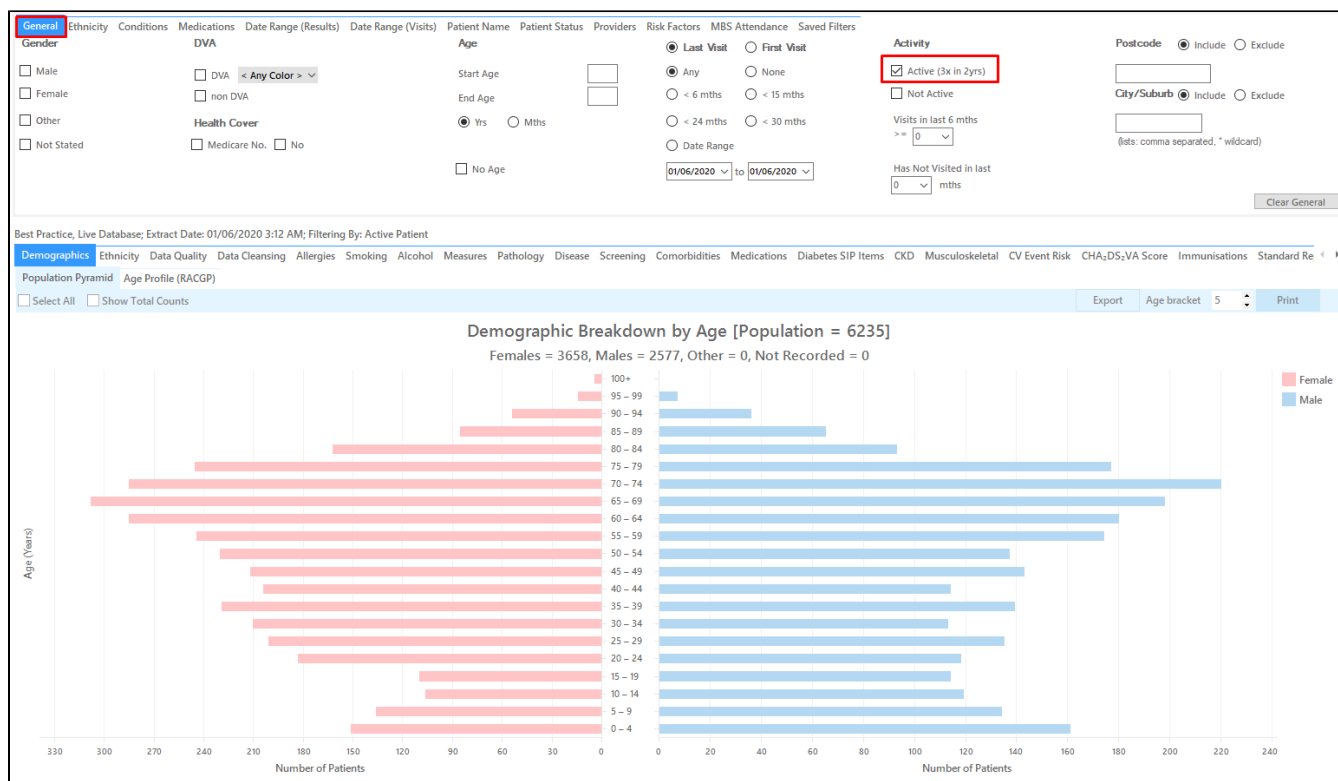 General Ethnicity Conditions Medications Date Range (Results) Date Range (Visits) Patient Name Patient Status Providers Risk Factors MBS Attendance Saved Filters
Gender DVA Age Last Visit First Visit Activity Postcode Include Exclude
Male DVA < Any Color > Start Age Any None Active (3x in 2yrs)
Female non DVA End Age < 6 mths < 15 mths Not Active City/Suburb Include Exclude
Other Health Cover Yrs Mths < 24 mths < 30 mths Visits in last 6 mths
Not Stated Medicare No. No Date Range >= 0 (lists: comma separated, * wildcard)
No Age 01/06/2020 to 01/06/2020 Has Not Visited in last
0 mths
Clear General
Best Practice, Live Database; Extract Date: 01/06/2020 3:12 AM; Filtering By: Active Patient
Demographics Ethnicity Data Quality Data Cleansing Allergies Smoking Alcohol Measures Pathology Disease Screening Comorbidities Medications Diabetes SIP Items CKD Musculoskeletal CV Event Risk CHA₂DS₂VA Score Immunisations Standard Re
Population Pyramid Age Profile (RACGP)
Select All Show Total Counts Export Age bracket 5 Print
Demographic Breakdown by Age [Population = 6235]
Females = 3658, Males = 2577, Other = 0, Not Recorded = 0
Female
Male
Age (Years)
100+
95 – 99
90 – 94
85 – 89
80 – 84
75 – 79
70 – 74
65 – 69
60 – 64
55 – 59
50 – 54
45 – 49
40 – 44
35 – 39
30 – 34
25 – 29
20 – 24
15 – 19
10 – 14
5 – 9
0 – 4
330 300 270 240 210 180 150 120 90 60 30 0 0 20 40 60 80 100 120 140 160 180 200 220 240
Number of Patients Number of Patients